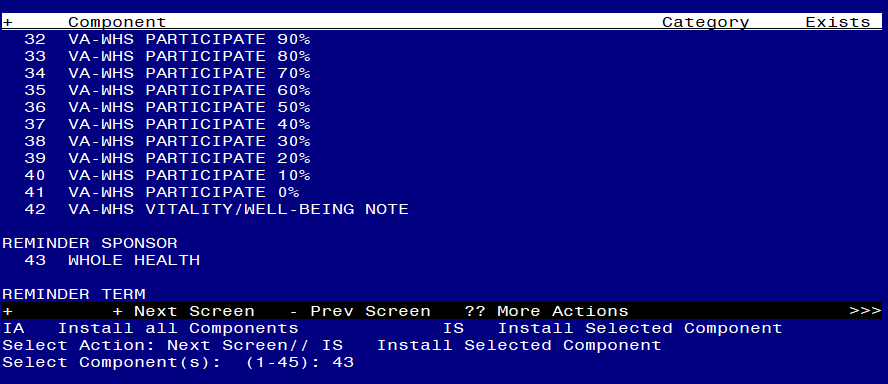 + Component Category Exists
32 VA-WHS PARTICIPATE 90%
33 VA-WHS PARTICIPATE 80%
34 VA-WHS PARTICIPATE 70%
35 VA-WHS PARTICIPATE 60%
36 VA-WHS PARTICIPATE 50%
37 VA-WHS PARTICIPATE 40%
38 VA-WHS PARTICIPATE 30%
39 VA-WHS PARTICIPATE 20%
40 VA-WHS PARTICIPATE 10%
41 VA-WHS PARTICIPATE 0%
42 VA-WHS VITALITY/WELL-BEING NOTE
REMINDER SPONSOR
43 WHOLE HEALTH
REMINDER TERM
+ + Next Screen - Prev Screen ?? More Actions >>>
IA Install all Components IS Install Selected Component
Select Action: Next Screen// IS Install Selected Component
Select Component(s): (1-45): 43